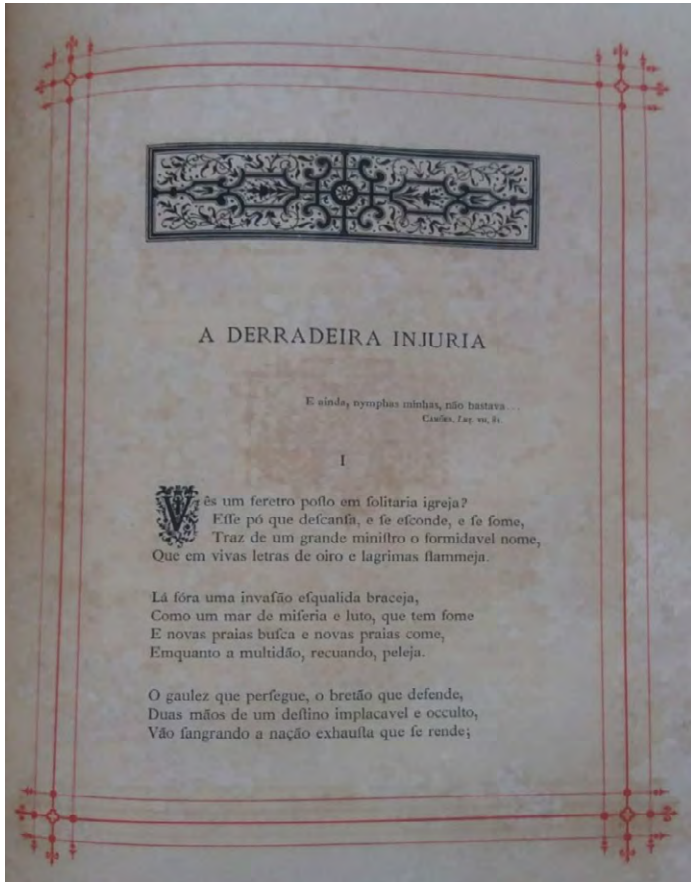 A DERRADEIRA INJURIA
E ainda, nymphas minhas, não bastava...
CAMÕES, Luz. VII, 81.
I
Vês um feretro poſto em ſolitaria igreja?
Eſſe pó que deſcanſa, e ſe eſconde, e ſe ſome,
Traz de um grande miniſtro o formidavel nome,
Que em vivas letras de oiro e lagrimas flammeja.
Lá fóra uma invaſão eſqualida braceja,
Como um mar de miſeria e luto, que tem fome
E novas praias buſca e novas praias come,
Emquanto a multidão, recuando, peleja.
O gaulez que perſegue, o bretão que defende,
Duas mãos de um deſtino implacavel e occulto,
Vão ſangrando a nação exhauſta que ſe rende;